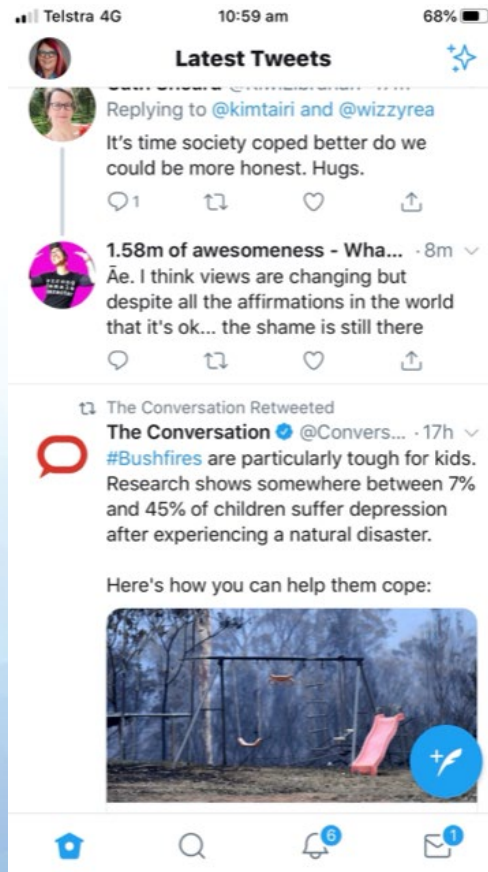 Telstra 4G 10:59 am 68%
Latest Tweets
Replying to @kimtairi and @wizzyrea
It's time society coped better do we
could be more honest. Hugs.
1
1.58m of awesomeness - Wha... · 8m
Āe. I think views are changing but
despite all the affirmations in the world
that it's ok... the shame is still there
The Conversation Retweeted
The Conversation @Convers... · 17h
#Bushfires are particularly tough for kids.
Research shows somewhere between 7%
and 45% of children suffer depression
after experiencing a natural disaster.
Here's how you can help them cope:
6 1